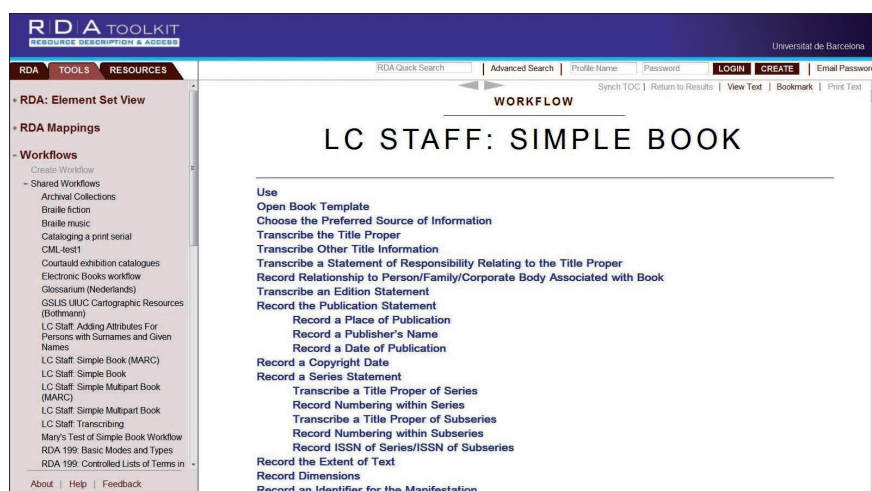 RDA TOOLKIT
RESOURCE DESCRIPTION & ACCESS
Universitat de Barcelona
RDA TOOLS RESOURCES
RDA Quick Search | Advanced Search | Profile Name Password LOGIN CREATE | Email Passwor
Synch TOC | Return to Results | View Text | Bookmark | Print Text
RDA: Element Set View
RDA Mappings
- Workflows
Create Workflow
- Shared Workflows
Archival Collections
Braille fiction
Braille music
Cataloging a print serial
CML-test1
Courtauld exhibition catalogues
Electronic Books workflow
Glossarium (Nederlands)
GSLIS UIUC Cartographic Resources
(Bothmann)
LC Staff: Adding Attributes For
Persons with Surnames and Given
Names
LC Staff: Simple Book (MARC)
LC Staff: Simple Book
LC Staff: Simple Multipart Book
(MARC)
LC Staff: Simple Multipart Book
LC Staff: Transcribing
Mary's Test of Simple Book Workflow
RDA 199: Basic Modes and Types
RDA 199: Controlled Lists of Terms in
About | Help | Feedback
WORKFLOW
LC STAFF: SIMPLE BOOK
Use
Open Book Template
Choose the Preferred Source of Information
Transcribe the Title Proper
Transcribe Other Title Information
Transcribe a Statement of Responsibility Relating to the Title Proper
Record Relationship to Person/Family/Corporate Body Associated with Book
Transcribe an Edition Statement
Record the Publication Statement
Record a Place of Publication
Record a Publisher's Name
Record a Date of Publication
Record a Copyright Date
Record a Series Statement
Transcribe a Title Proper of Series
Record Numbering within Series
Transcribe a Title Proper of Subseries
Record Numbering within Subseries
Record ISSN of Series/ISSN of Subseries
Record the Extent of Text
Record Dimensions
Record an Identifier for the Manifestation